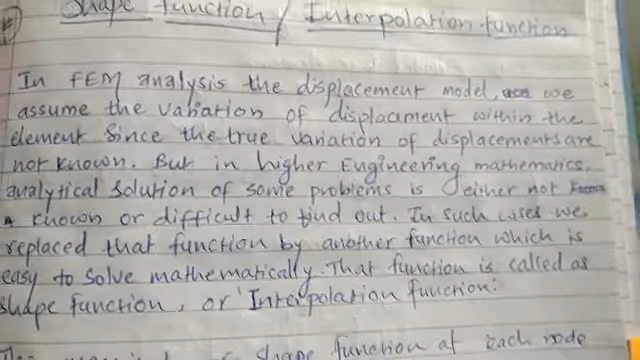 Shape function / Interpolation function
In FEM analysis the displacement model, we
assume the variation of displacement within the
element since the true variation of displacements are
not known. But in higher Engineering mathematics,
analytical solution of some problems is either not
known or difficult to find out. In such cases we
replaced that function by another function which is
easy to solve mathematically. That function is called as
shape function, or 'Interpolation function'.
shape function at each node